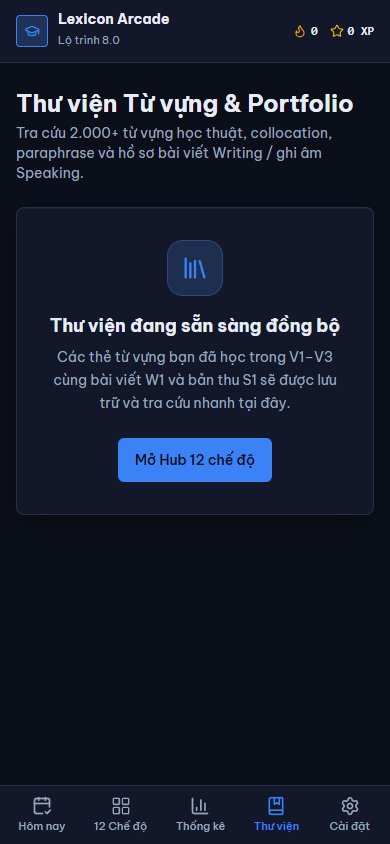 Lexicon Arcade
Lộ trình 8.0
0
0 XP
Thư viện Từ vựng & Portfolio
Tra cứu 2.000+ từ vựng học thuật, collocation,
paraphrase và hồ sơ bài viết Writing / ghi âm
Speaking.
Thư viện đang sẵn sàng đồng bộ
Các thẻ từ vựng bạn đã học trong V1–V3
cùng bài viết W1 và bản thu S1 sẽ được lưu
trữ và tra cứu nhanh tại đây.
Mở Hub 12 chế độ
Hôm nay
12 Chế độ
Thống kê
Thư viện
Cài đặt